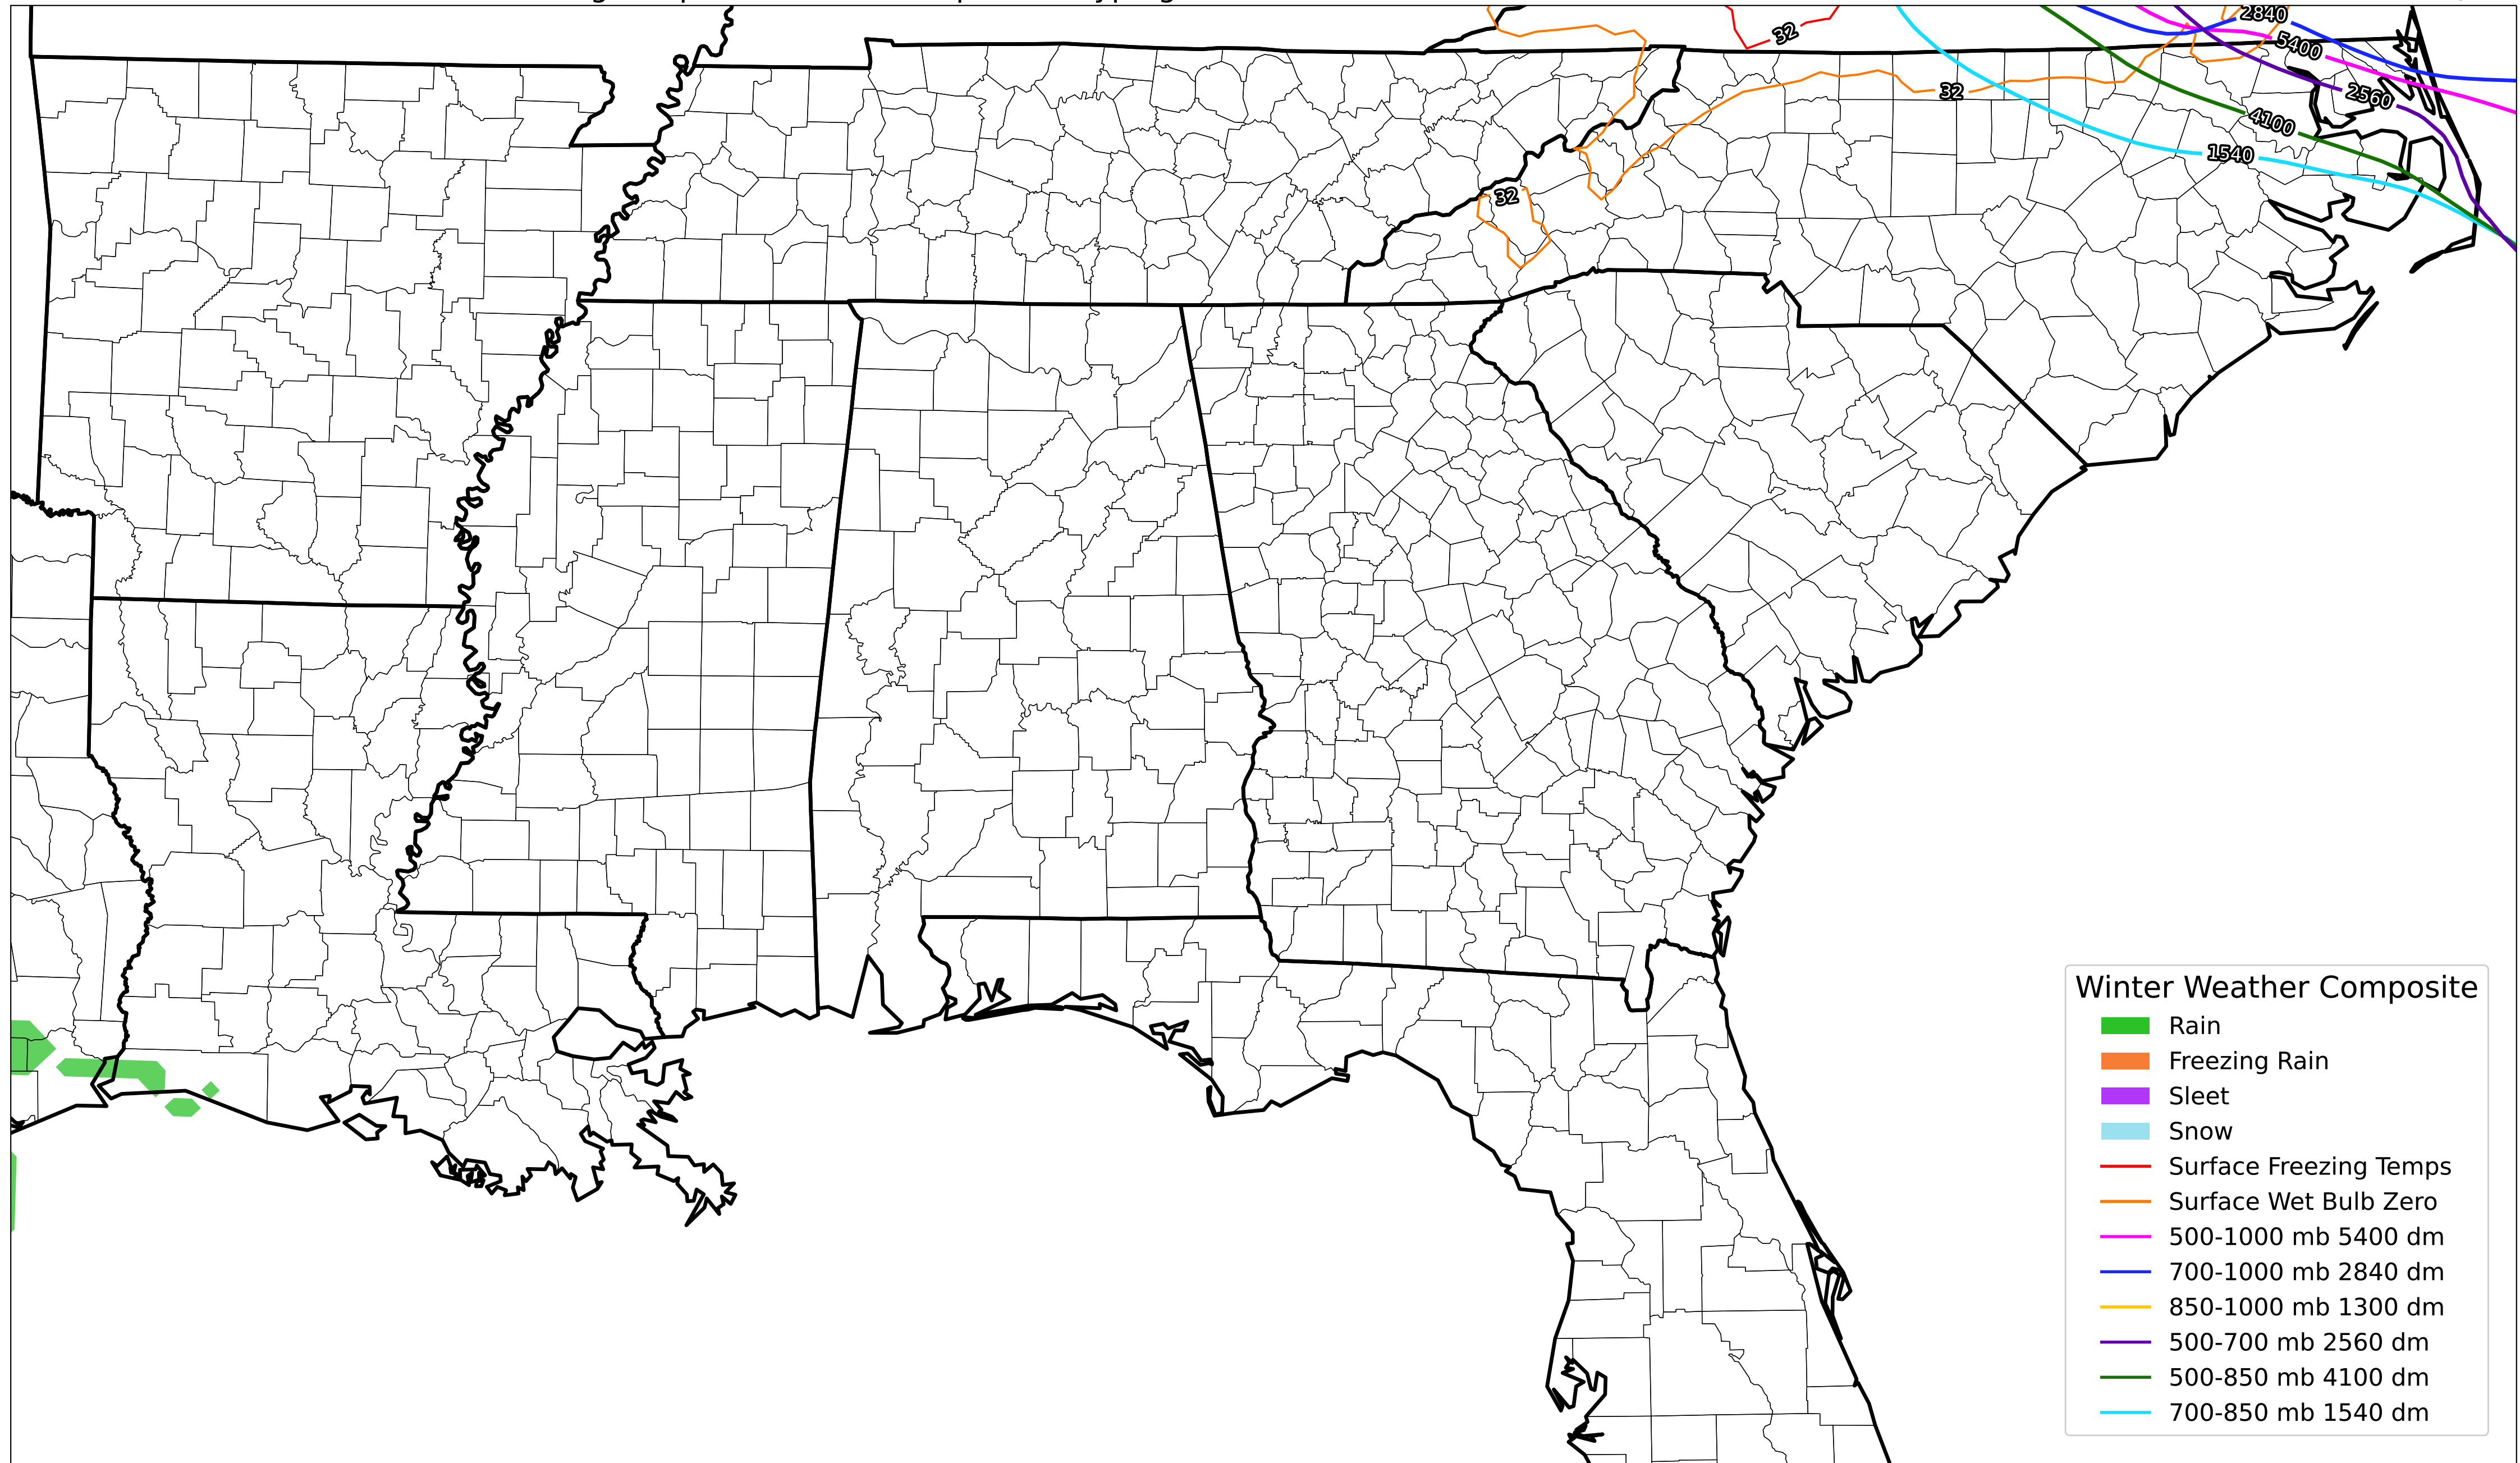 32
2840
5400
32
2560
4100
1540
32
Winter Weather Composite
Rain
Freezing Rain
Sleet
Snow
Surface Freezing Temps
Surface Wet Bulb Zero
500-1000 mb 5400 dm
700-1000 mb 2840 dm
850-1000 mb 1300 dm
500-700 mb 2560 dm
500-850 mb 4100 dm
700-850 mb 1540 dm